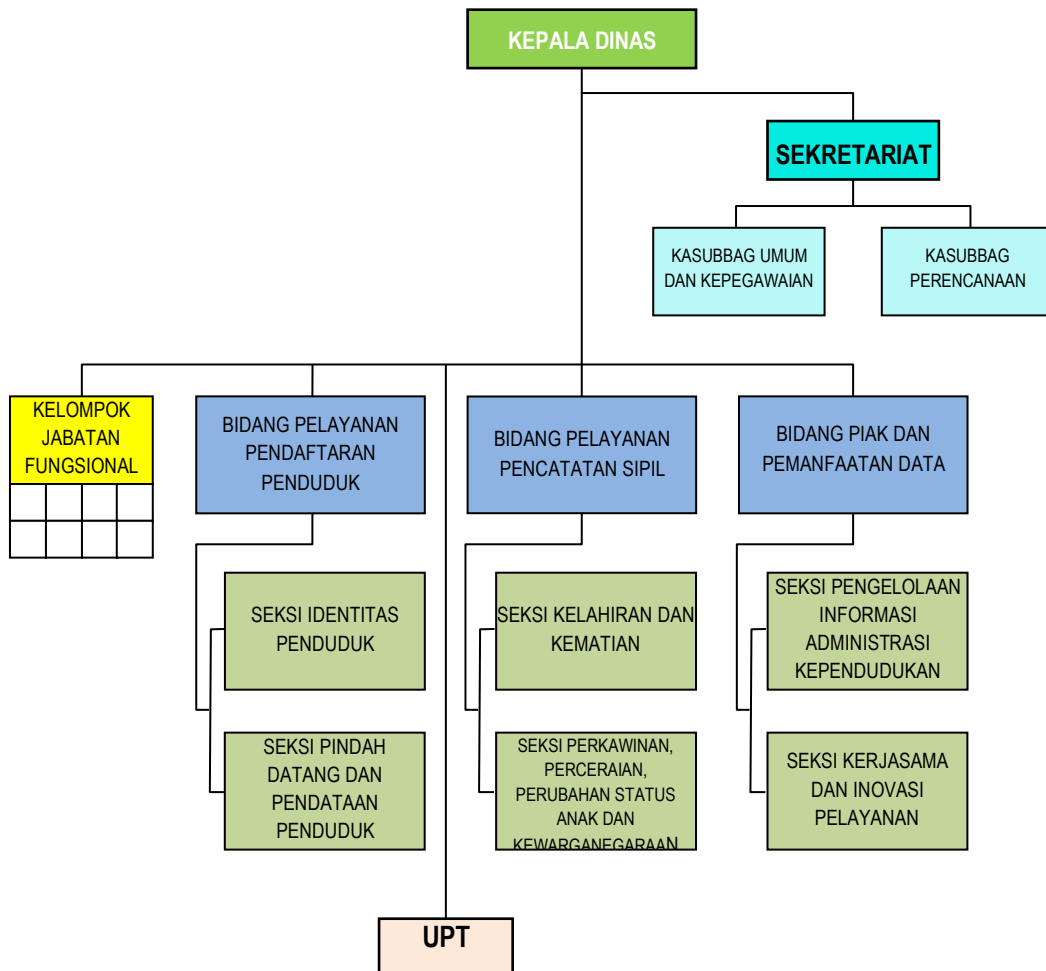 KEPALA DINAS
SEKRETARIAT
KASUBBAG UMUM
DAN KEPEGAWAIAN
KASUBBAG
PERENCANAAN
KELOMPOK
JABATAN
FUNGSIONAL
BIDANG PELAYANAN
PENDAFTARAN
PENDUDUK
BIDANG PELAYANAN
PENCATATAN SIPIL
BIDANG PIAK DAN
PEMANFAATAN DATA
SEKSI IDENTITAS
PENDUDUK
SEKSI KELAHIRAN DAN
KEMATIAN
SEKSI PENGELOLAAN
INFORMASI
ADMINISTRASI
KEPENDUDUKAN
SEKSI PINDAH
DATANG DAN
PENDATAAN
PENDUDUK
SEKSI PERKAWINAN,
PERCERAIAN,
PERUBAHAN STATUS
ANAK DAN
KEWARGANEGARAAN
SEKSI KERJASAMA
DAN INOVASI
PELAYANAN
UPT